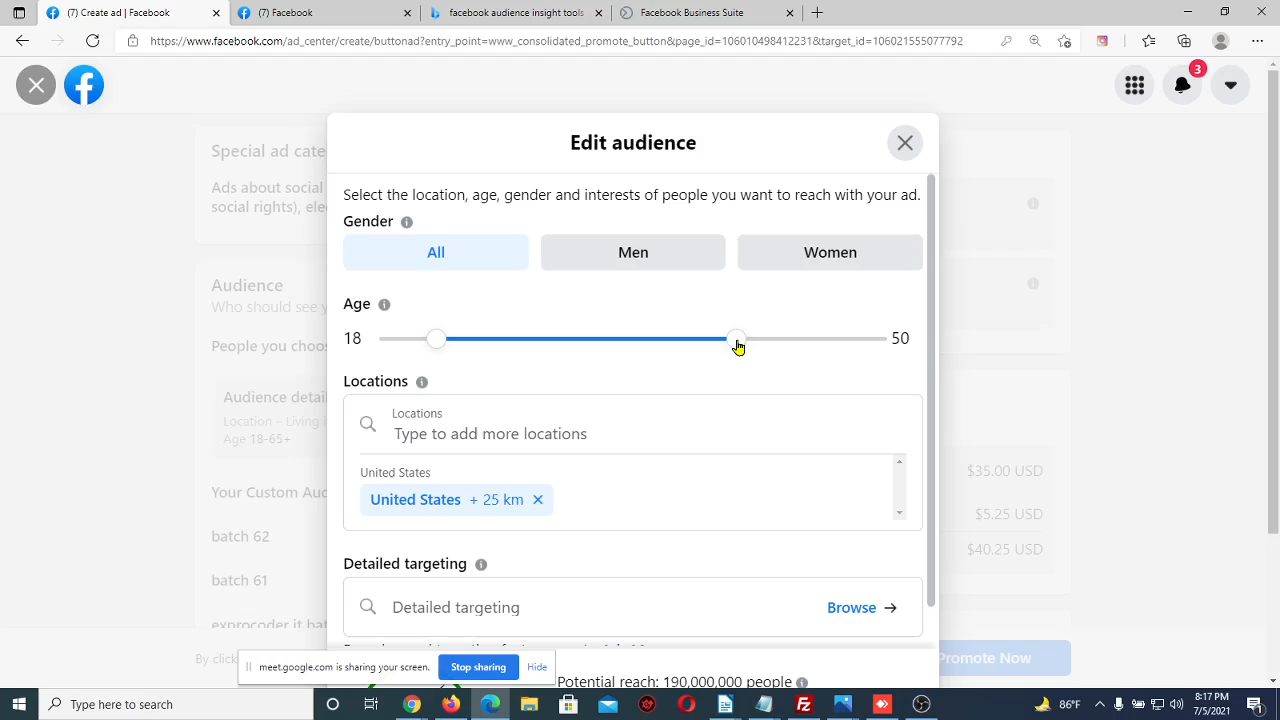 (7) Create ad | Facebook
(7) Facebook
facebook audience insight tools
Facebook Business Suite
https://www.facebook.com/ad_center/create/buttonad?entry_point=www_consolidated_promote_button&page_id=106010498412231&target_id=106021555077792
3
Special ad cate
Ads about social
social rights), ele
Audience
Who should see y
People you choos
Audience detail
Location – Living i
Age 18-65+
Your Custom Aud
batch 62
batch 61
exprocoder it bat
By click
Edit audience
Select the location, age, gender and interests of people you want to reach with your ad.
Gender
All
Men
Women
Age
18
50
Locations
Locations
Type to add more locations
United States
United States + 25 km
Detailed targeting
Detailed targeting
Browse →
Potential reach: 190,000,000 people
$35.00 USD
$5.25 USD
$40.25 USD
Promote Now
meet.google.com is sharing your screen.
Stop sharing
Hide
Type here to search
86°F
8:17 PM
7/5/2021